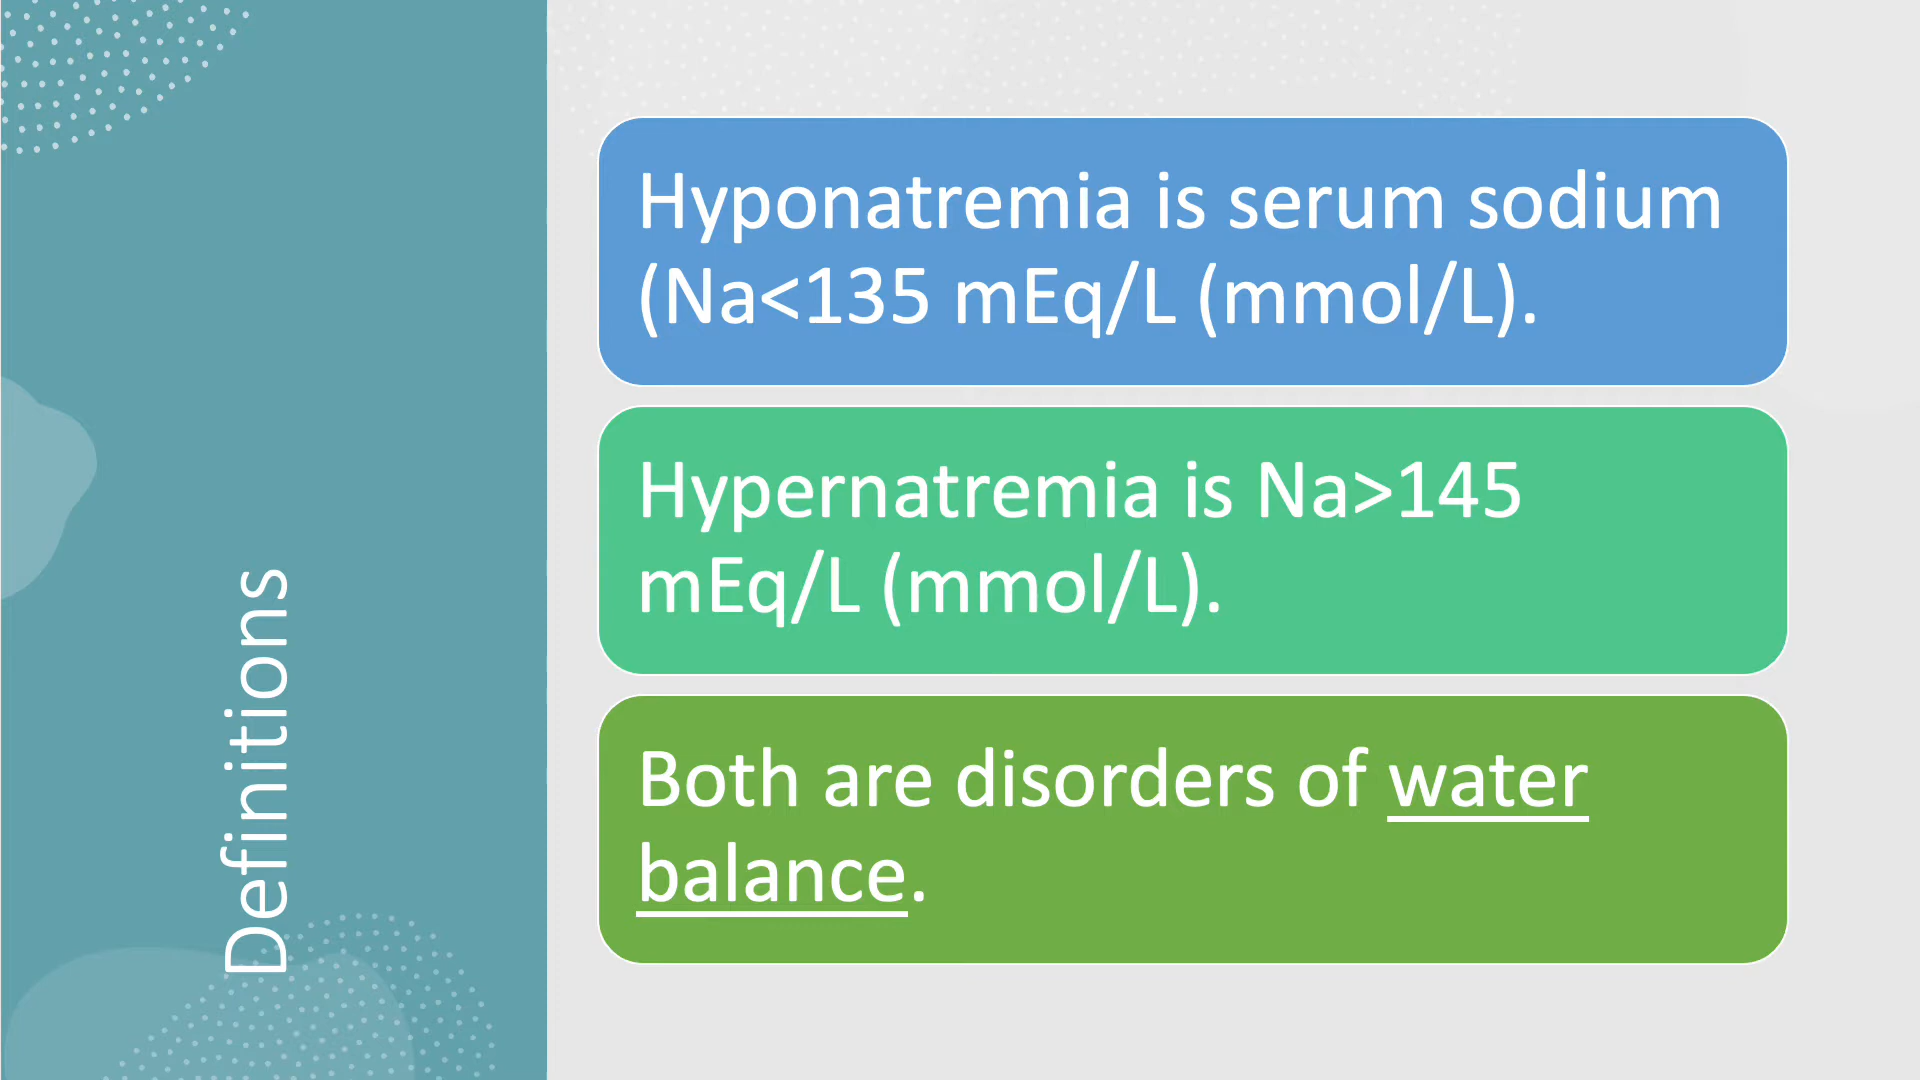 Definitions
Hyponatremia is serum sodium
(Na<135 mEq/L (mmol/L).
Hypernatremia is Na>145
mEq/L (mmol/L).
Both are disorders of water
balance.